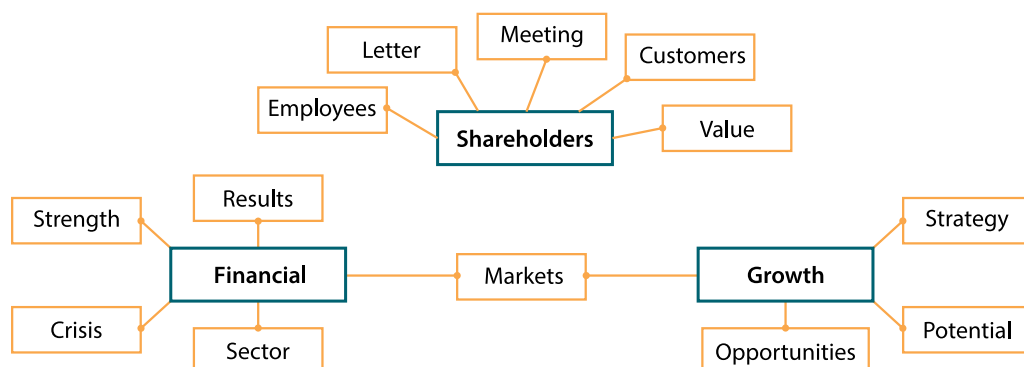 Meeting
Letter
Customers
Employees
Value
Shareholders
Results
Strength
Strategy
Financial
Markets
Growth
Crisis
Potential
Sector
Opportunities